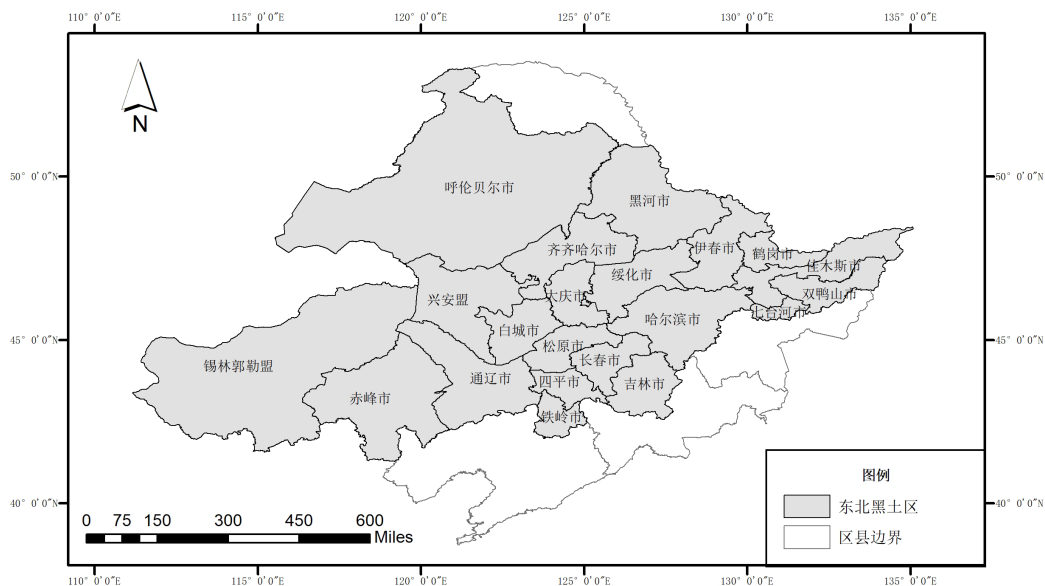 110° 0'0"E 115° 0'0"E 120° 0'0"E 125° 0'0"E 130° 0'0"E 135° 0'0"E
N
50° 0'0"N 50° 0'0"N
呼伦贝尔市
黑河市
齐齐哈尔市 伊春市 鹤岗市
绥化市 佳木斯市
兴安盟 大庆市 双鸭山市
白城市 哈尔滨市 七台河市
45° 0'0"N 松原市 45° 0'0"N
锡林郭勒盟 长春市
赤峰市 通辽市 四平市 吉林市
铁岭市
图例
40° 0'0"N 东北黑土区 40° 0'0"N
0 75 150 300 450 600
Miles
区县边界
110° 0'0"E 115° 0'0"E 120° 0'0"E 125° 0'0"E 130° 0'0"E 135° 0'0"E